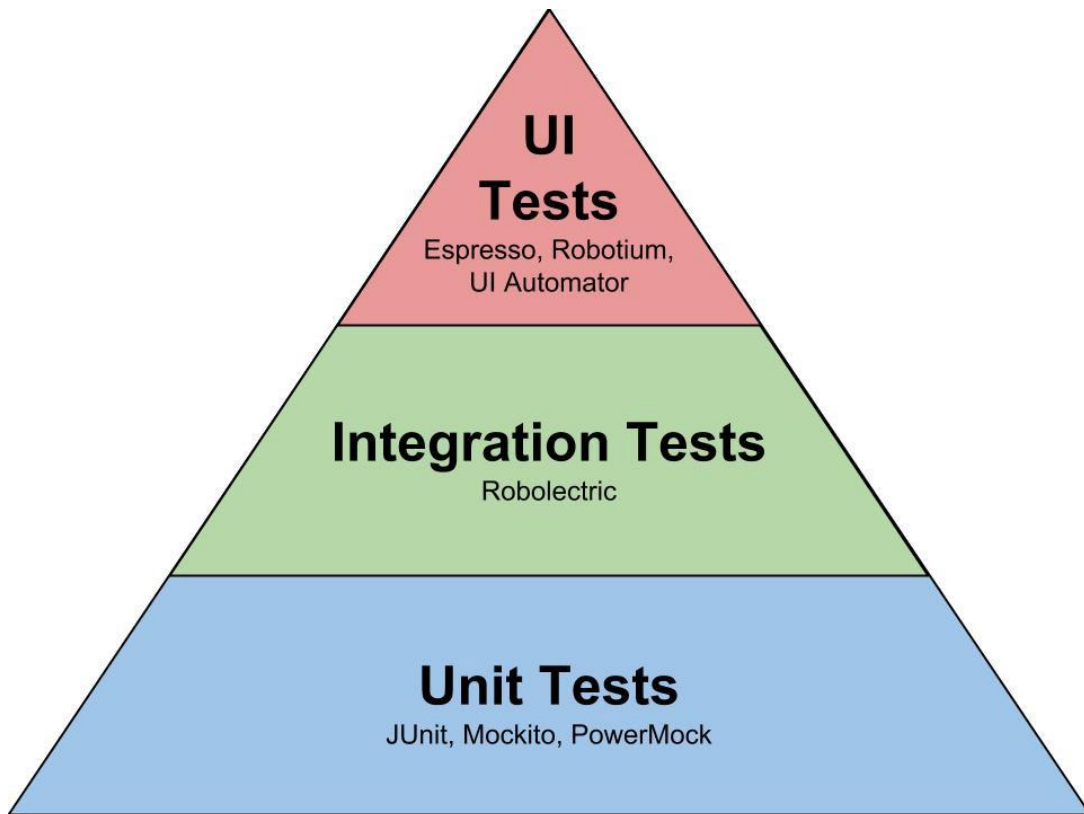 UI
Tests
Espresso, Robotium,
UI Automator
Integration Tests
Robolectric
Unit Tests
JUnit, Mockito, PowerMock